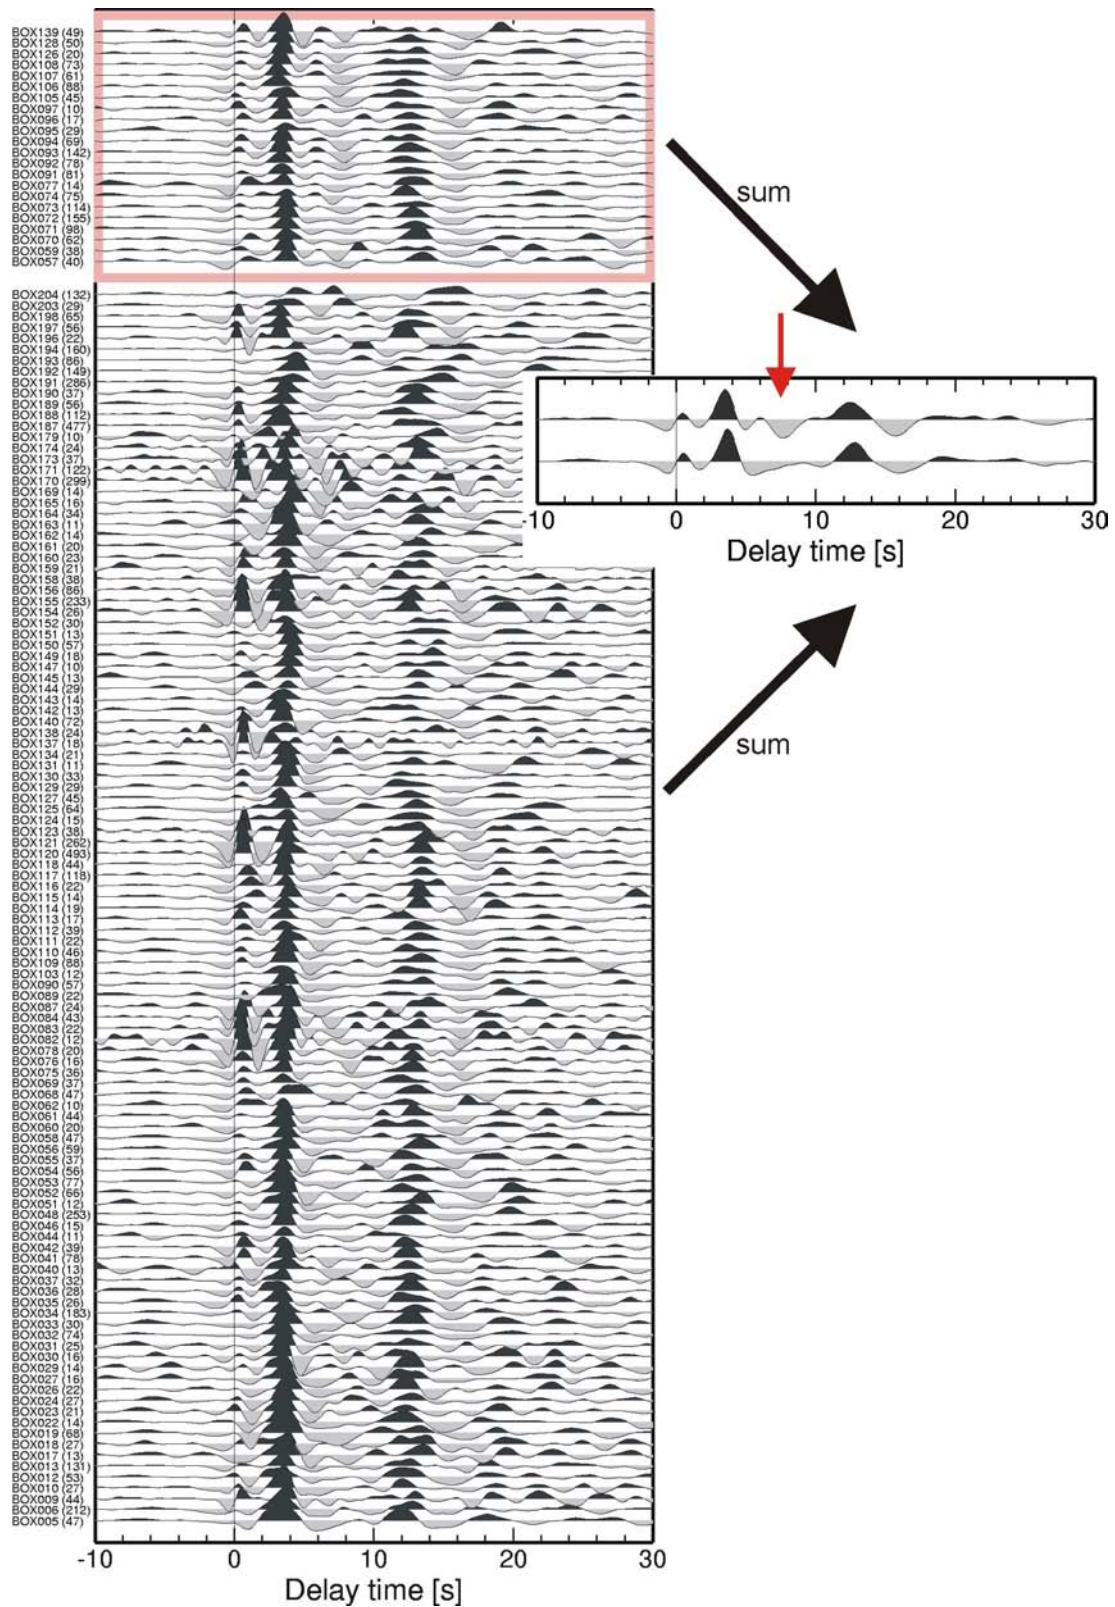 BOX139 (49)
BOX128 (50)
BOX126 (20)
BOX108 (73)
BOX107 (61)
BOX106 (88)
BOX105 (45)
BOX097 (10)
BOX096 (17)
BOX095 (29)
BOX094 (69)
BOX093 (142)
BOX092 (78)
BOX091 (81)
BOX077 (14)
BOX074 (75)
BOX073 (114)
BOX072 (155)
BOX071 (98)
BOX070 (62)
BOX059 (38)
BOX057 (40)
sum
BOX204 (132)
BOX203 (29)
BOX198 (65)
BOX197 (56)
BOX196 (22)
BOX194 (160)
BOX193 (86)
BOX192 (149)
BOX191 (286)
BOX190 (37)
BOX189 (56)
BOX188 (112)
BOX187 (477)
BOX179 (10)
BOX174 (24)
BOX173 (37)
BOX171 (122)
BOX170 (299)
BOX169 (14)
BOX165 (16)
BOX164 (34)
BOX163 (11)
BOX162 (14)
BOX161 (20)
BOX160 (23)
BOX159 (21)
BOX158 (38)
BOX156 (86)
BOX155 (233)
BOX154 (26)
BOX152 (30)
BOX151 (13)
BOX150 (57)
BOX149 (18)
BOX147 (10)
BOX145 (13)
BOX144 (29)
BOX143 (14)
BOX142 (13)
BOX140 (72)
BOX138 (24)
BOX137 (18)
BOX134 (21)
BOX131 (11)
BOX130 (33)
BOX129 (29)
BOX127 (45)
BOX125 (64)
BOX124 (15)
BOX123 (38)
BOX121 (262)
BOX120 (493)
BOX118 (44)
BOX117 (118)
BOX116 (22)
BOX115 (14)
BOX114 (19)
BOX113 (17)
BOX112 (39)
BOX111 (22)
BOX110 (46)
BOX109 (88)
BOX103 (12)
BOX090 (57)
BOX089 (22)
BOX087 (24)
BOX084 (43)
BOX083 (22)
BOX082 (12)
BOX078 (20)
BOX076 (16)
BOX075 (36)
BOX069 (37)
BOX068 (47)
BOX062 (10)
BOX061 (44)
BOX060 (20)
BOX058 (47)
BOX056 (59)
BOX055 (37)
BOX054 (56)
BOX053 (77)
BOX052 (66)
BOX051 (12)
BOX048 (253)
BOX046 (15)
BOX044 (11)
BOX042 (39)
BOX041 (78)
BOX040 (13)
BOX037 (32)
BOX036 (28)
BOX035 (26)
BOX034 (183)
BOX033 (30)
BOX032 (74)
BOX031 (25)
BOX030 (16)
BOX029 (14)
BOX027 (16)
BOX026 (22)
BOX024 (27)
BOX023 (21)
BOX022 (14)
BOX019 (68)
BOX018 (27)
BOX017 (13)
BOX013 (131)
BOX012 (53)
BOX010 (27)
BOX009 (44)
BOX006 (212)
BOX005 (47)
-10 0 10 20 30
Delay time [s]
-10 0 10 20 30
Delay time [s]
sum